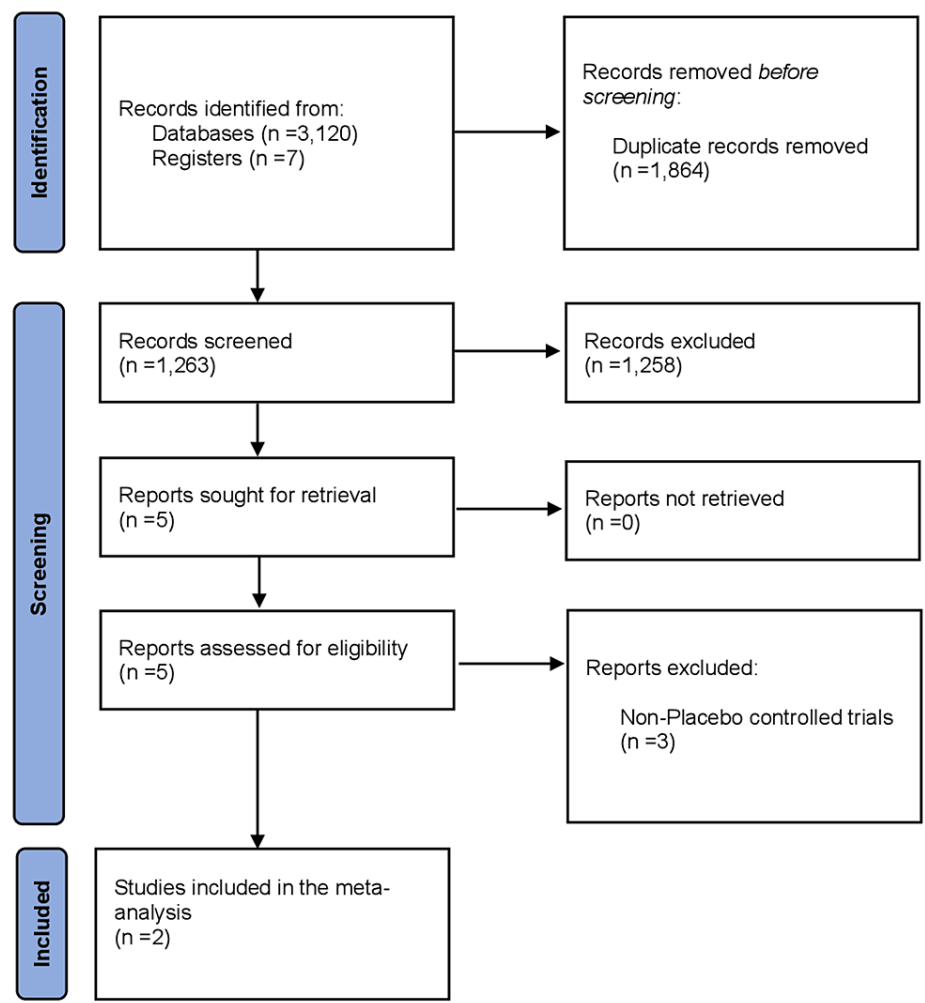 Identification
Records identified from:
Databases (n =3,120)
Registers (n =7)
Records removed before
screening:
Duplicate records removed
(n =1,864)
Screening
Records screened
(n =1,263)
Records excluded
(n =1,258)
Reports sought for retrieval
(n =5)
Reports not retrieved
(n =0)
Reports assessed for eligibility
(n =5)
Reports excluded:
Non-Placebo controlled trials
(n =3)
Included
Studies included in the meta-
analysis
(n =2)